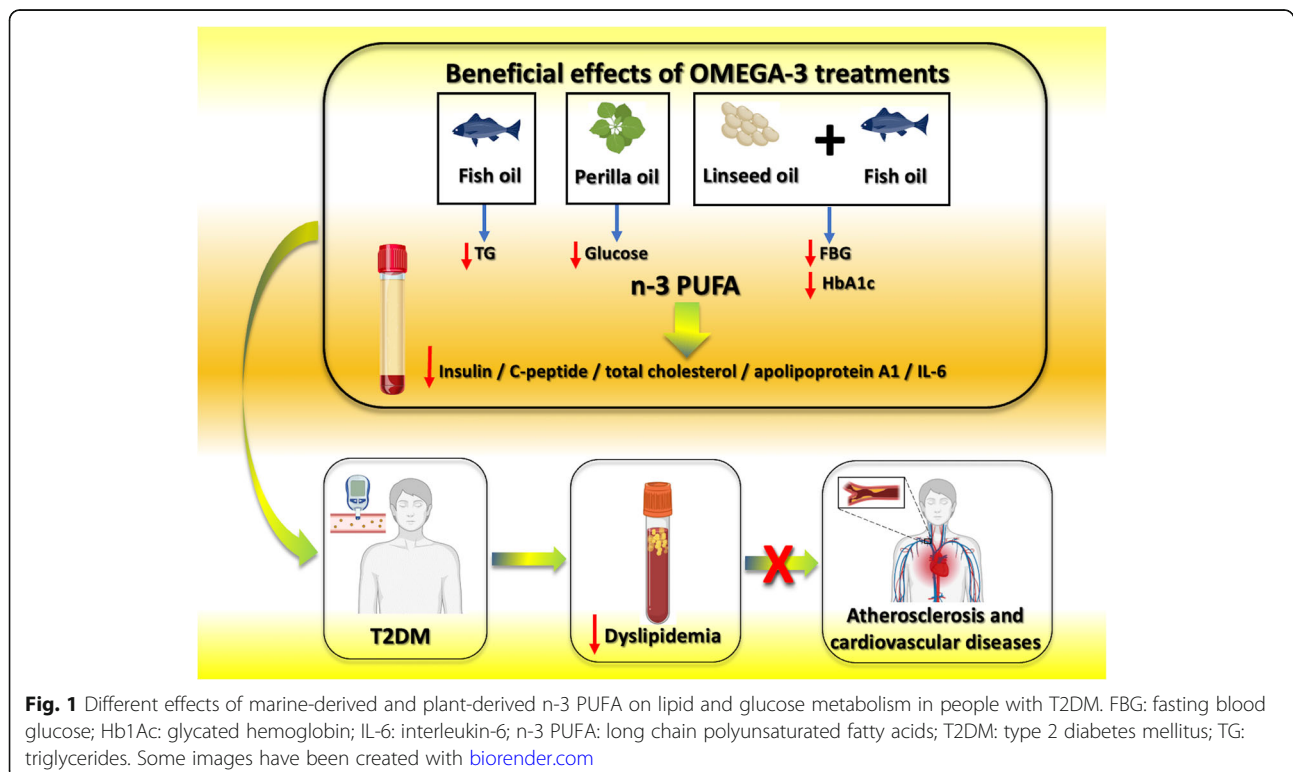 Beneficial effects of OMEGA-3 treatments
Fish oil
Perilla oil
Linseed oil + Fish oil
TG
Glucose
FBG
HbA1c
n-3 PUFA
Insulin / C-peptide / total cholesterol / apolipoprotein A1 / IL-6
T2DM
Dyslipidemia
X
Atherosclerosis and
cardiovascular diseases
Fig. 1 Different effects of marine-derived and plant-derived n-3 PUFA on lipid and glucose metabolism in people with T2DM. FBG: fasting blood
glucose; Hb1Ac: glycated hemoglobin; IL-6: interleukin-6; n-3 PUFA: long chain polyunsaturated fatty acids; T2DM: type 2 diabetes mellitus; TG:
triglycerides. Some images have been created with biorender.com